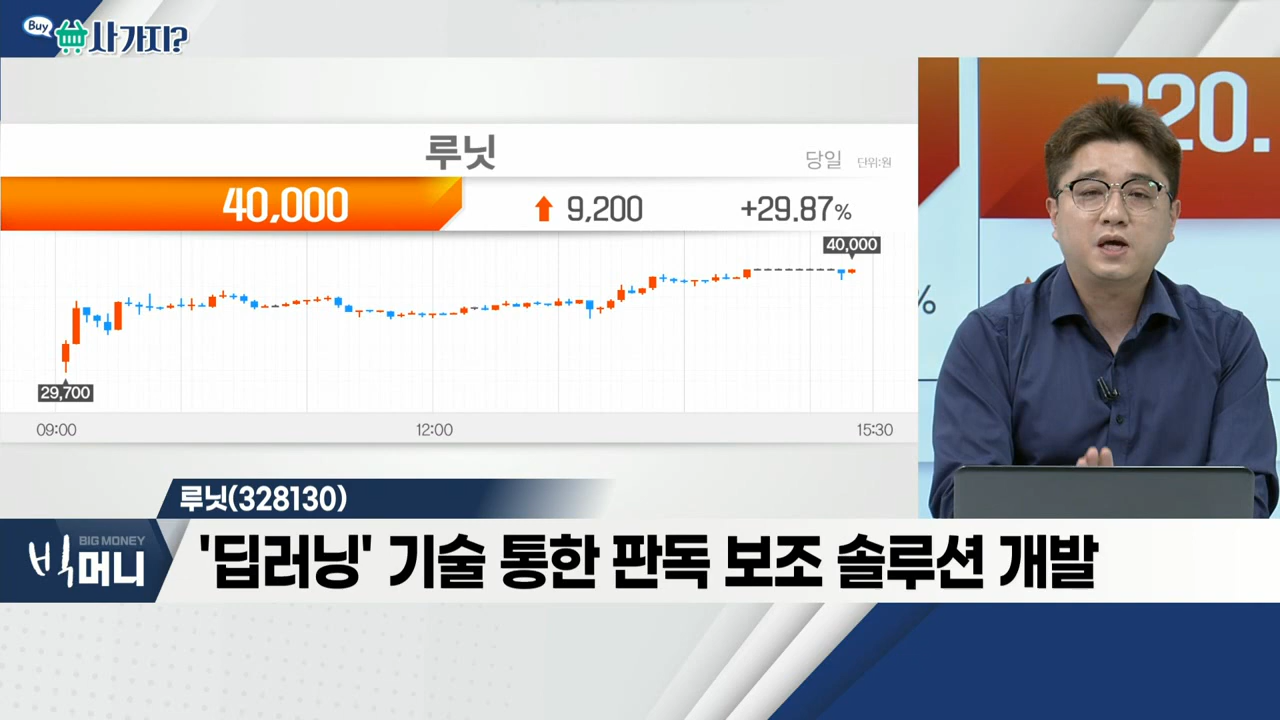 Buy
사 가지?
루닛
당일 단위:원
40,000 9,200 +29.87%
40,000
29,700
09:00 12:00 15:30
220.
%
루닛(328130)
BIG MONEY
빅머니
'딥러닝' 기술 통한 판독 보조 솔루션 개발